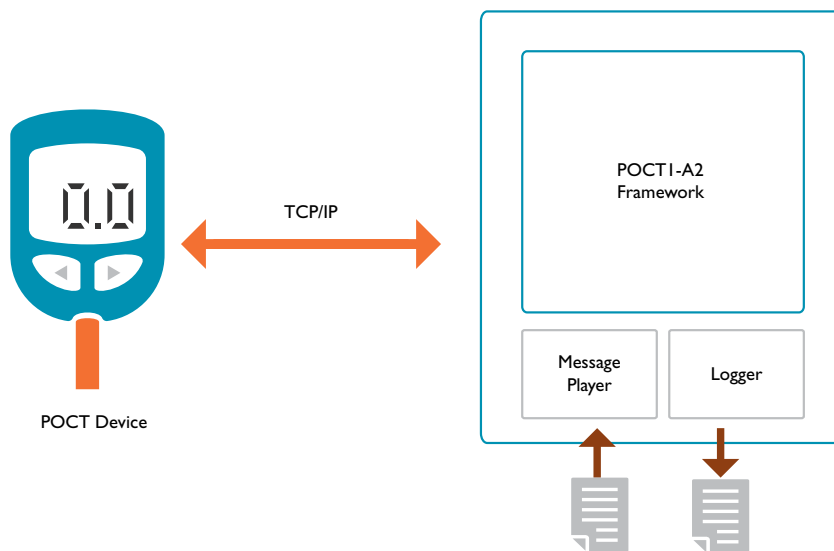 0.0
TCP/IP
POCT1-A2
Framework
Message
Player
Logger
POCT Device